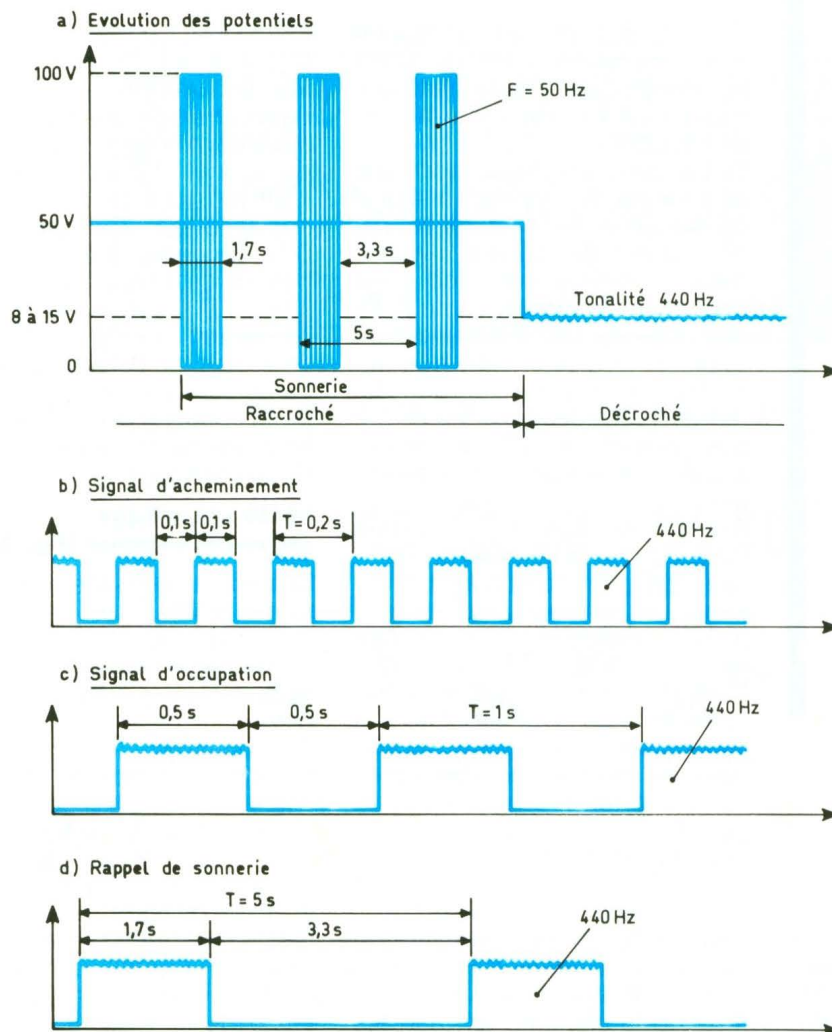 a) Evolution des potentiels
100 V
F = 50 Hz
50 V
1,7 s
3,3 s
Tonalité 440 Hz
8 à 15 V
5 s
0
Sonnerie
Raccroché
Décroché
b) Signal d'acheminement
0,1 s
0,1 s
T = 0,2 s
440 Hz
c) Signal d'occupation
0,5 s
0,5 s
T = 1 s
440 Hz
d) Rappel de sonnerie
T = 5 s
1,7 s
3,3 s
440 Hz